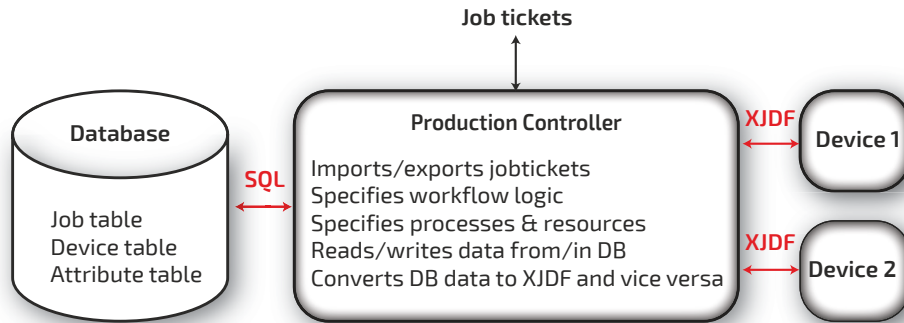 Job tickets
Database
Job table
Device table
Attribute table
SQL
Production Controller
Imports/exports jobtickets
Specifies workflow logic
Specifies processes & resources
Reads/writes data from/in DB
Converts DB data to XJDF and vice versa
XJDF
Device 1
XJDF
Device 2